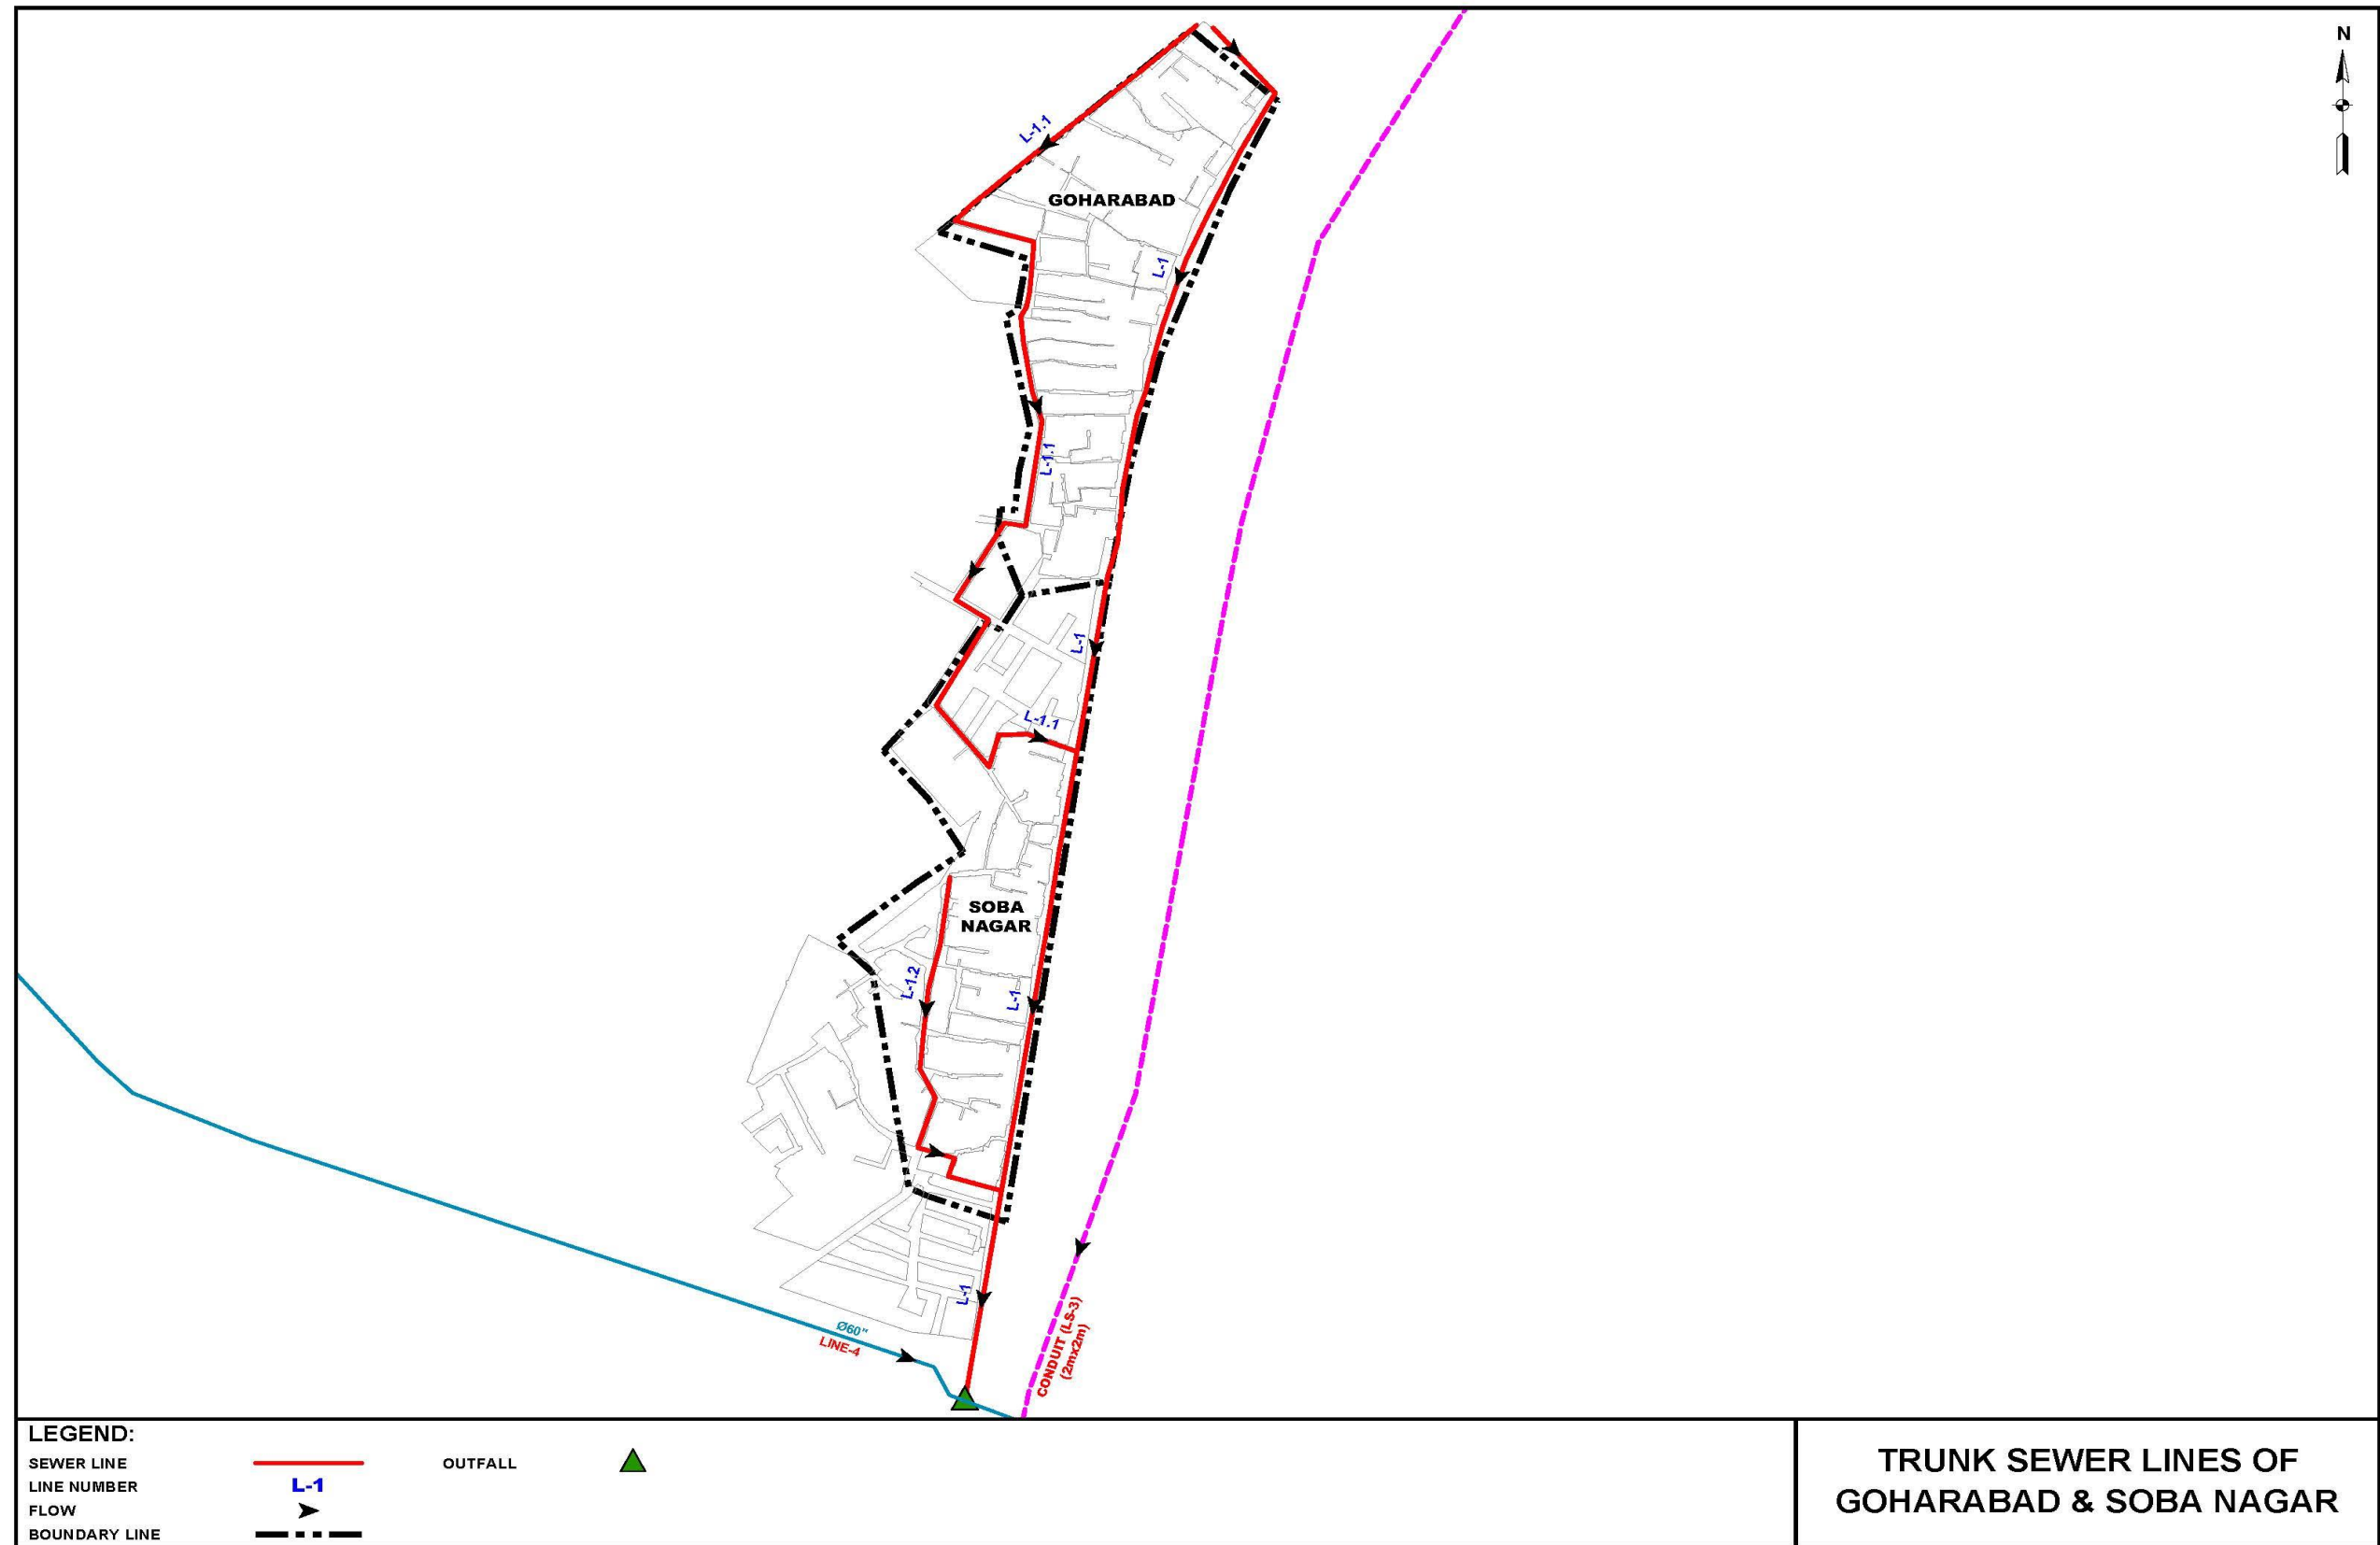 N
L-1.1
GOHARABAD
L-1
L-1.1
L-1
L-1.1
SOBA
NAGAR
L-1.2
L-1
L-1
Ø60"
LINE-4
CONDUIT (LS-3)
(2mx2m)
LEGEND:
SEWER LINE
OUTFALL
LINE NUMBER
L-1
FLOW
BOUNDARY LINE
TRUNK SEWER LINES OF
GOHARABAD & SOBA NAGAR